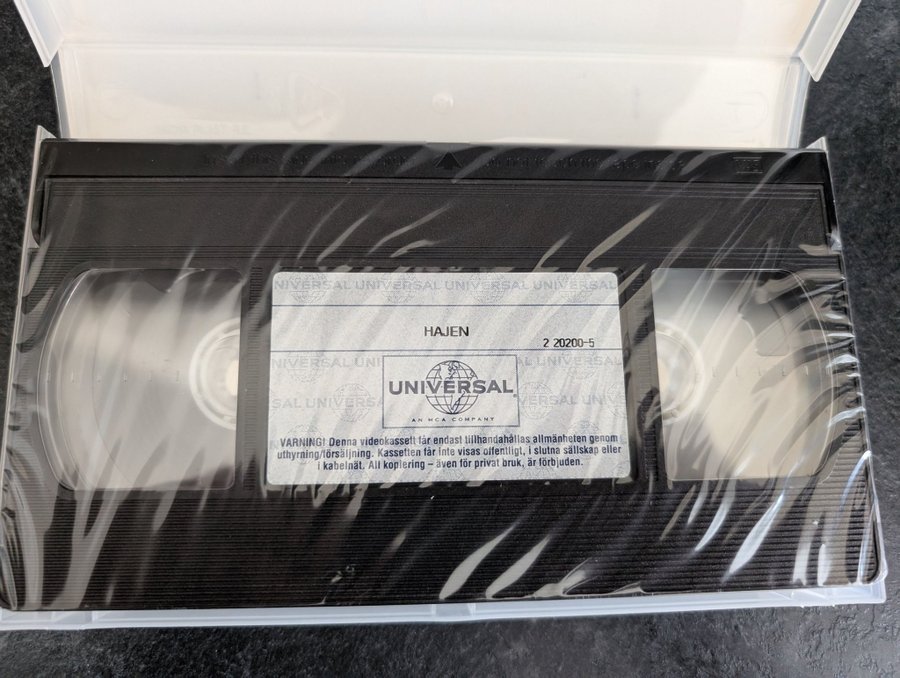 UNIVERSAL UNIVERSAL UNIVERSAL UNIVERSAL
HAJEN
2 20200-5
NIVERSAL UNIVERSAL
UNIVERSAL
AN MCA COMPANY
VARNING! Denna videokassett får endast tillhandahållas allmänheten genom
uthyrning/försäljning. Kassetten får inte visas offentligt, i slutna sällskap eller
i kabelnät. All kopiering – även för privat bruk, är förbjuden.